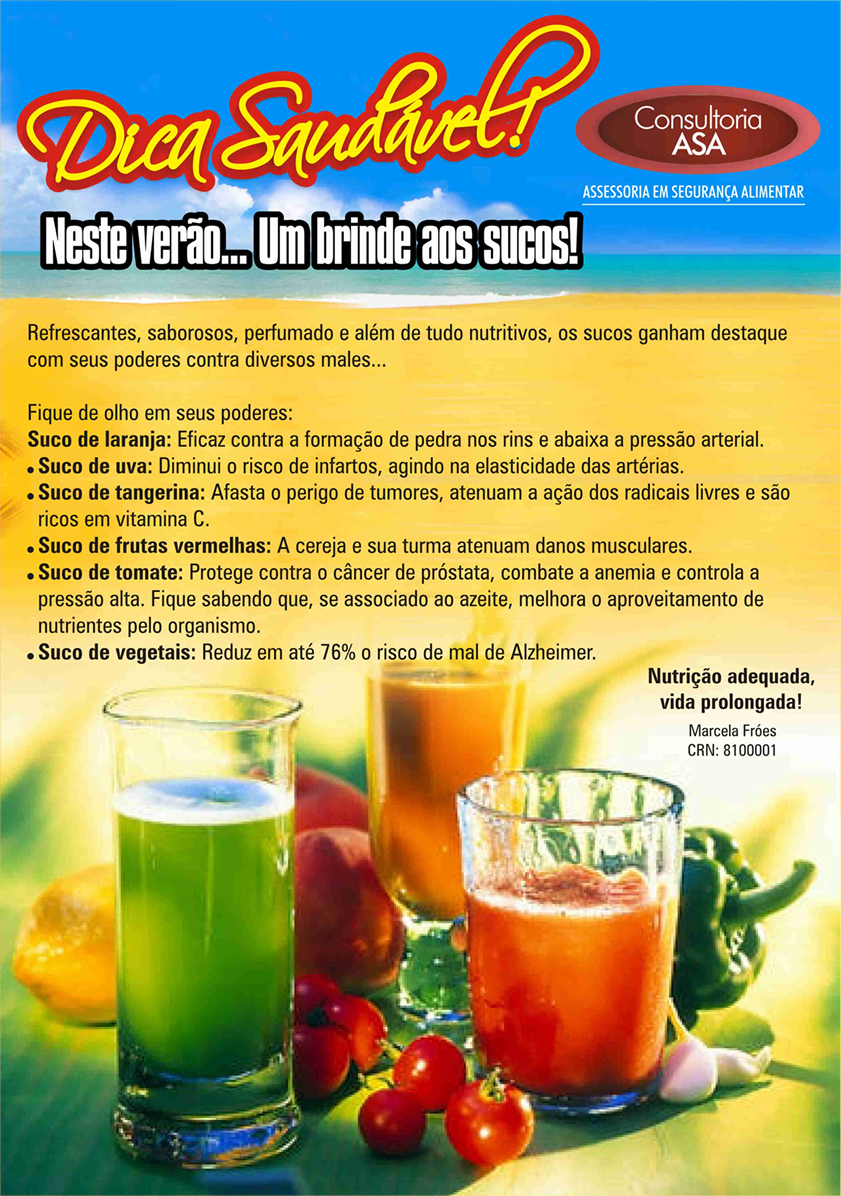 Dica Saudável!
Consultoria
ASA
ASSESSORIA EM SEGURANÇA ALIMENTAR
Neste verão... Um brinde aos sucos!
Refrescantes, saborosos, perfumado e além de tudo nutritivos, os sucos ganham destaque
com seus poderes contra diversos males...
Fique de olho em seus poderes:
Suco de laranja: Eficaz contra a formação de pedra nos rins e abaixa a pressão arterial.
• Suco de uva: Diminui o risco de infartos, agindo na elasticidade das artérias.
• Suco de tangerina: Afasta o perigo de tumores, atenuam a ação dos radicais livres e são
ricos em vitamina C.
• Suco de frutas vermelhas: A cereja e sua turma atenuam danos musculares.
• Suco de tomate: Protege contra o câncer de próstata, combate a anemia e controla a
pressão alta. Fique sabendo que, se associado ao azeite, melhora o aproveitamento de
nutrientes pelo organismo.
• Suco de vegetais: Reduz em até 76% o risco de mal de Alzheimer.
Nutrição adequada,
vida prolongada!
Marcela Fróes
CRN: 8100001